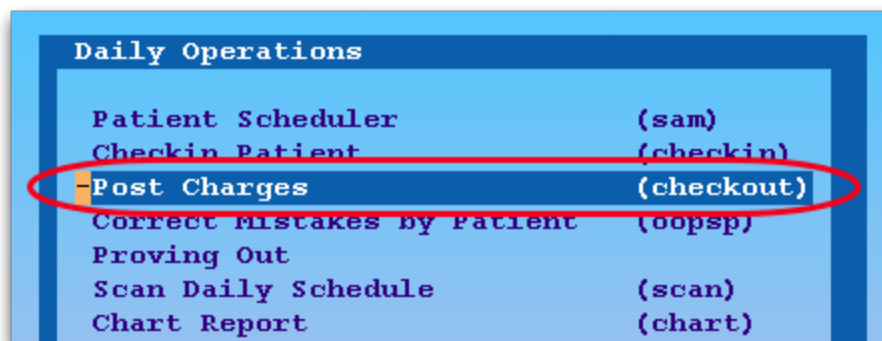 Daily Operations
Patient Scheduler (sam)
Checkin Patient (checkin)
-Post Charges (checkout)
Correct Mistakes by Patient (oopsp)
Proving Out
Scan Daily Schedule (scan)
Chart Report (chart)